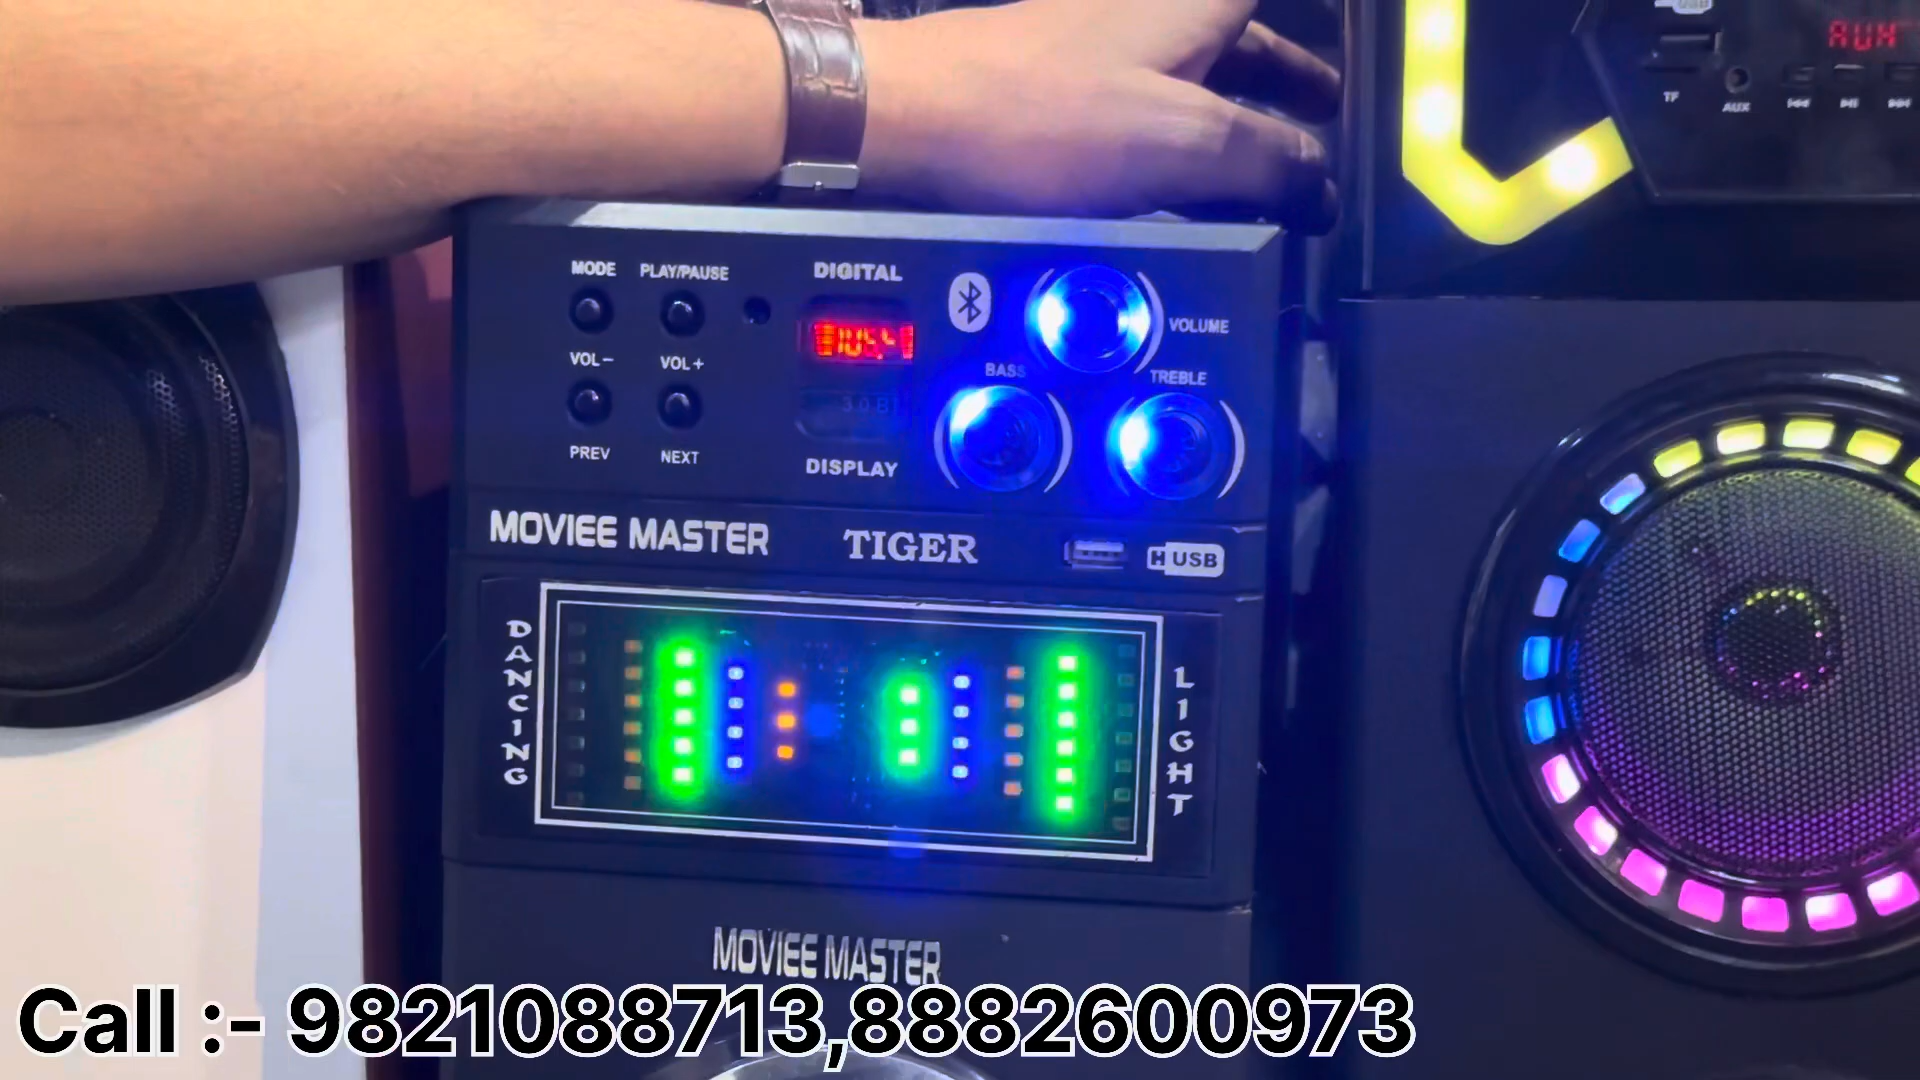 USB
AUX
TF
AUX
MODE
PLAY/PAUSE
DIGITAL
VOLUME
VOL−
VOL+
BASS
TREBLE
PREV
NEXT
DISPLAY
MOVIEE MASTER
TIGER
USB
DANCING
LIGHT
MOVIEE MASTER
Call :- 9821088713,8882600973